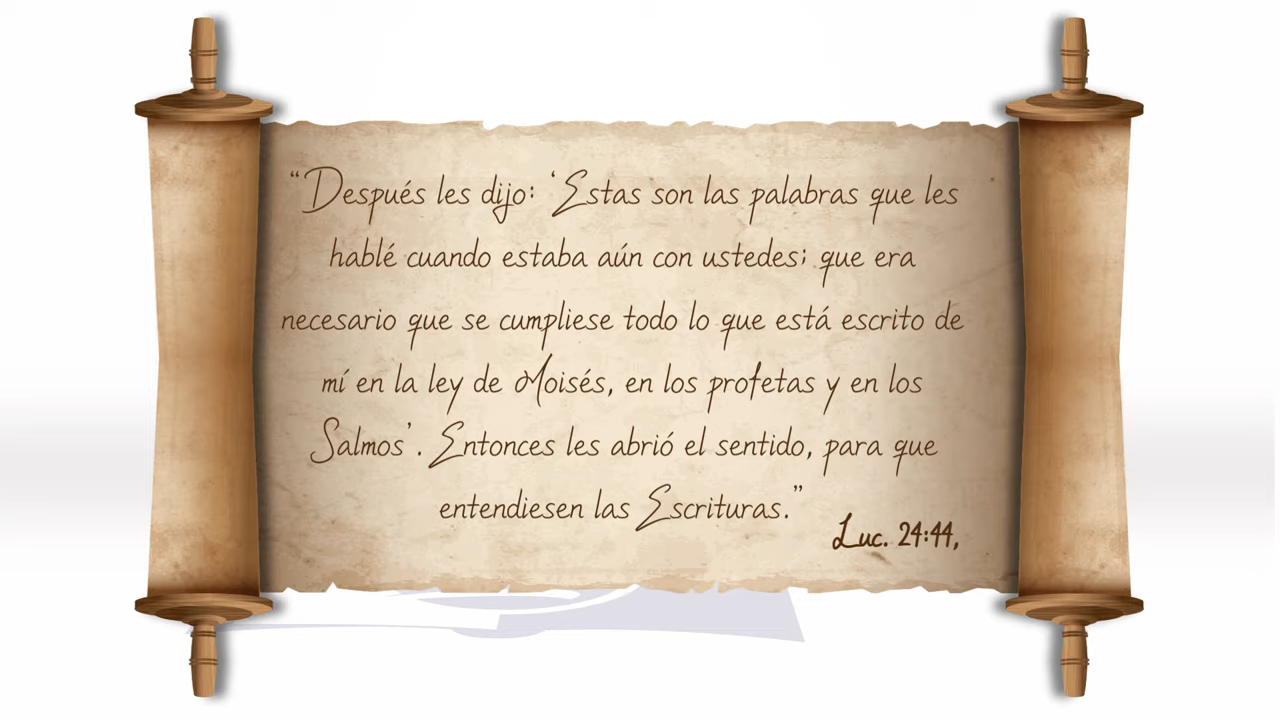 “Después les dijo: ‘Estas son las palabras que les
hablé cuando estaba aún con ustedes; que era
necesario que se cumpliese todo lo que está escrito de
mí en la ley de Moisés, en los profetas y en los
Salmos’. Entonces les abrió el sentido, para que
entendiesen las Escrituras.”
Luc. 24:44,